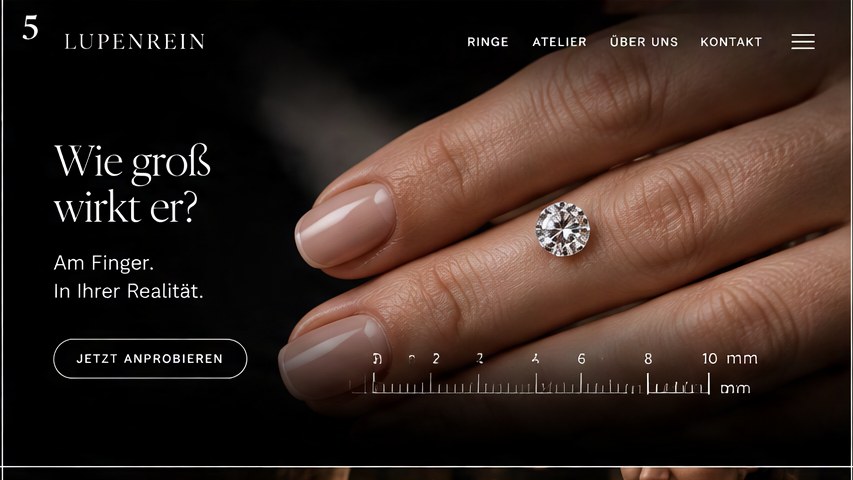 5
LUPENREIN
RINGE ATELIER ÜBER UNS KONTAKT
Wie groß
wirkt er?
Am Finger.
In Ihrer Realität.
JETZT ANPROBIEREN
2 6 8 10 mm
mm